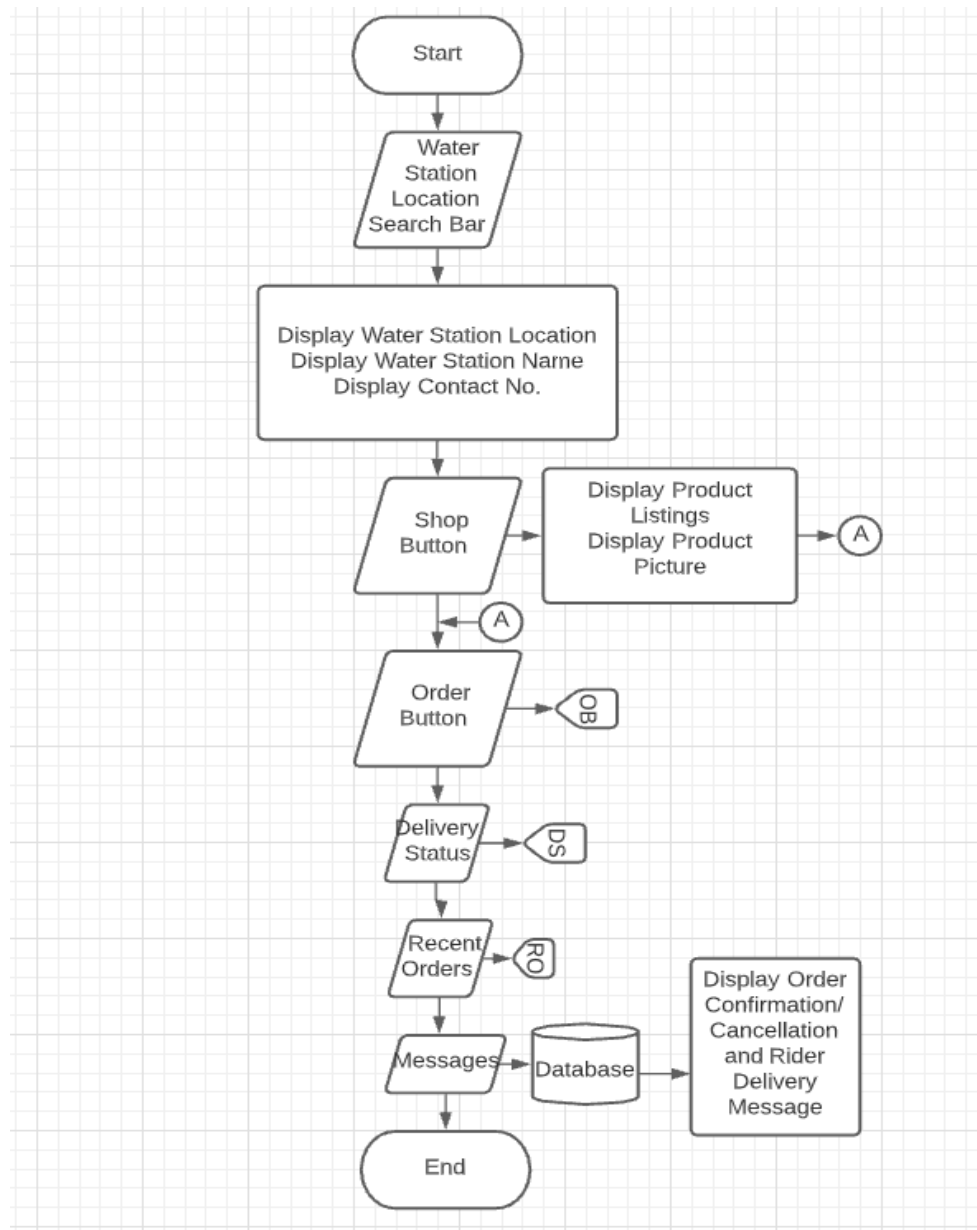 Start
Water
Station
Location
Search Bar
Display Water Station Location
Display Water Station Name
Display Contact No.
Shop
Button
Display Product
Listings
Display Product
Picture
A
A
Order
Button
OB
Delivery
Status
DS
Recent
Orders
RO
Messages
Database
Display Order
Confirmation/
Cancellation
and Rider
Delivery
Message
End